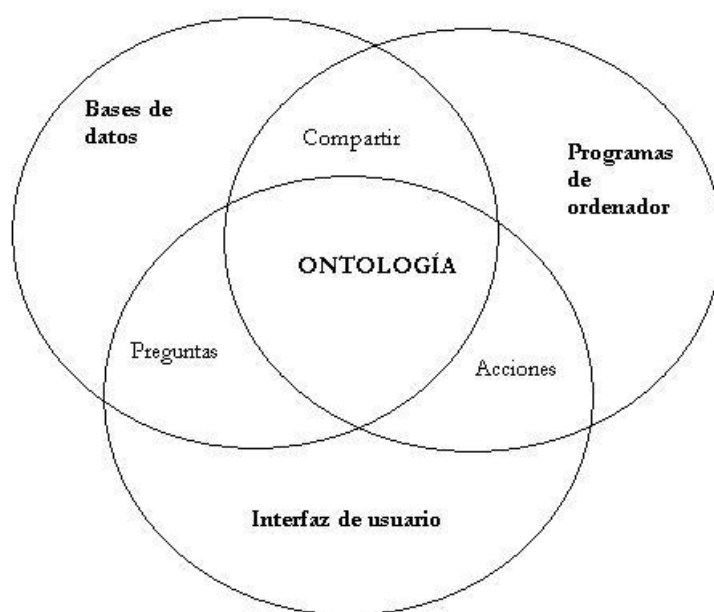 Bases de
datos
Compartir
Programas
de
ordenador
ONTOLOGÍA
Preguntas
Acciones
Interfaz de usuario